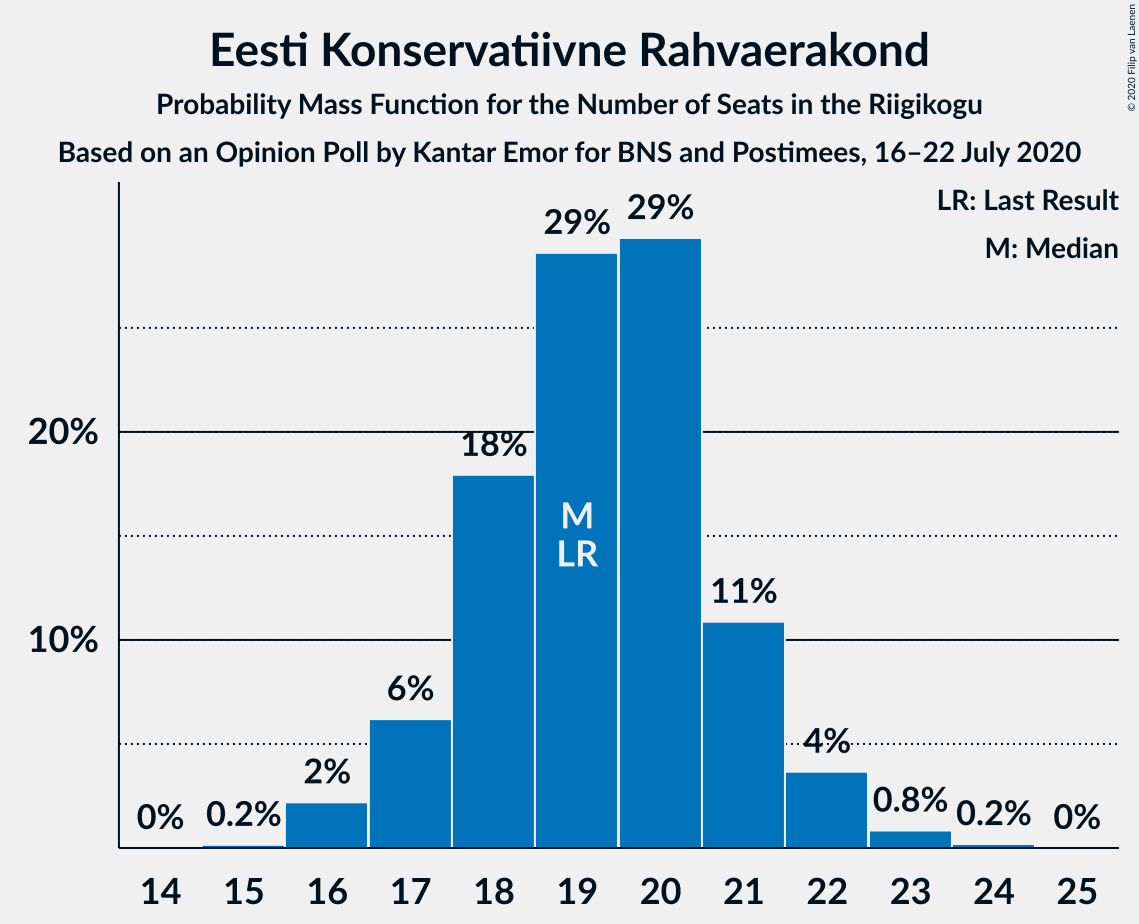 Eesti Konservatiivne Rahvaerakond
Probability Mass Function for the Number of Seats in the Riigikogu
Based on an Opinion Poll by Kantar Emor for BNS and Postimees, 16–22 July 2020
© 2020 Filip van Laenen
LR: Last Result
M: Median
29%
29%
20%
18%
M
LR
11%
10%
6%
4%
2%
0%
0.2%
0.8%
0.2%
0%
14 15 16 17 18 19 20 21 22 23 24 25